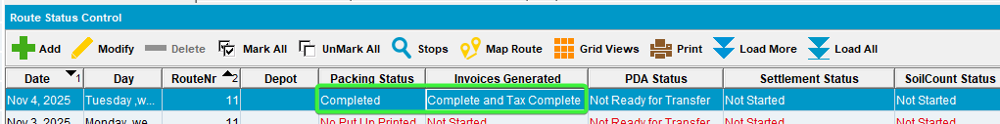 Route Status Control
Add Modify Delete Mark All UnMark All Stops Map Route Grid Views Print Load More Load All
Date 1 Day RouteNr 2 Depot Packing Status Invoices Generated PDA Status Settlement Status SoilCount Status
Nov 4, 2025 Tuesday ,w... 11 Completed Complete and Tax Complete Not Ready for Transfer Not Started Not Started
Nov 3, 2025 Monday, we... 11 No Put Up Printed Not Started Not Ready for Transfer Not Started Not Started